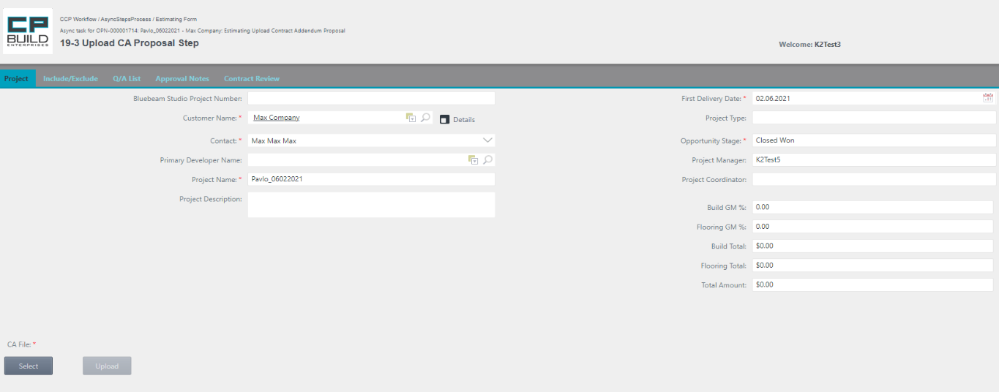 CP
BUILD
ENTERPRISES
CCP Workflow / AsyncStepsProcess / Estimating Form
Async task for OPN-000001714: Pavlo_06022021 - Max Company: Estimating Upload Contract Addendum Proposal
19-3 Upload CA Proposal Step
Welcome: K2Test3
Project Include/Exclude Q/A List Approval Notes Contract Review
Bluebeam Studio Project Number:
Customer Name: * Max Company Details
Contact: * Max Max Max
Primary Developer Name:
Project Name: * Pavlo_06022021
Project Description:
First Delivery Date: * 02.06.2021
Project Type:
Opportunity Stage: * Closed Won
Project Manager: K2Test5
Project Coordinator:
Build GM %: 0.00
Flooring GM %: 0.00
Build Total: $0.00
Flooring Total: $0.00
Total Amount: $0.00
CA File: *
Select Upload